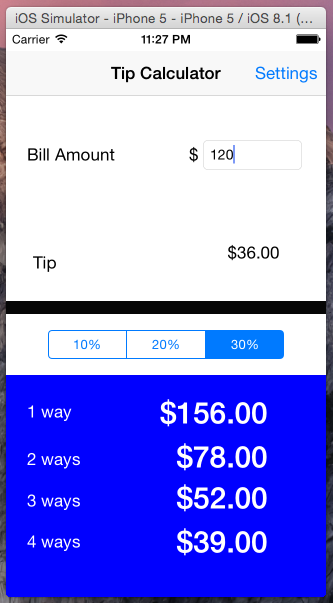 iOS Simulator - iPhone 5 - iPhone 5 / iOS 8.1 (...
Carrier 11:27 PM
Tip Calculator Settings
Bill Amount $ 120
Tip $36.00
10% 20% 30%
1 way $156.00
2 ways $78.00
3 ways $52.00
4 ways $39.00